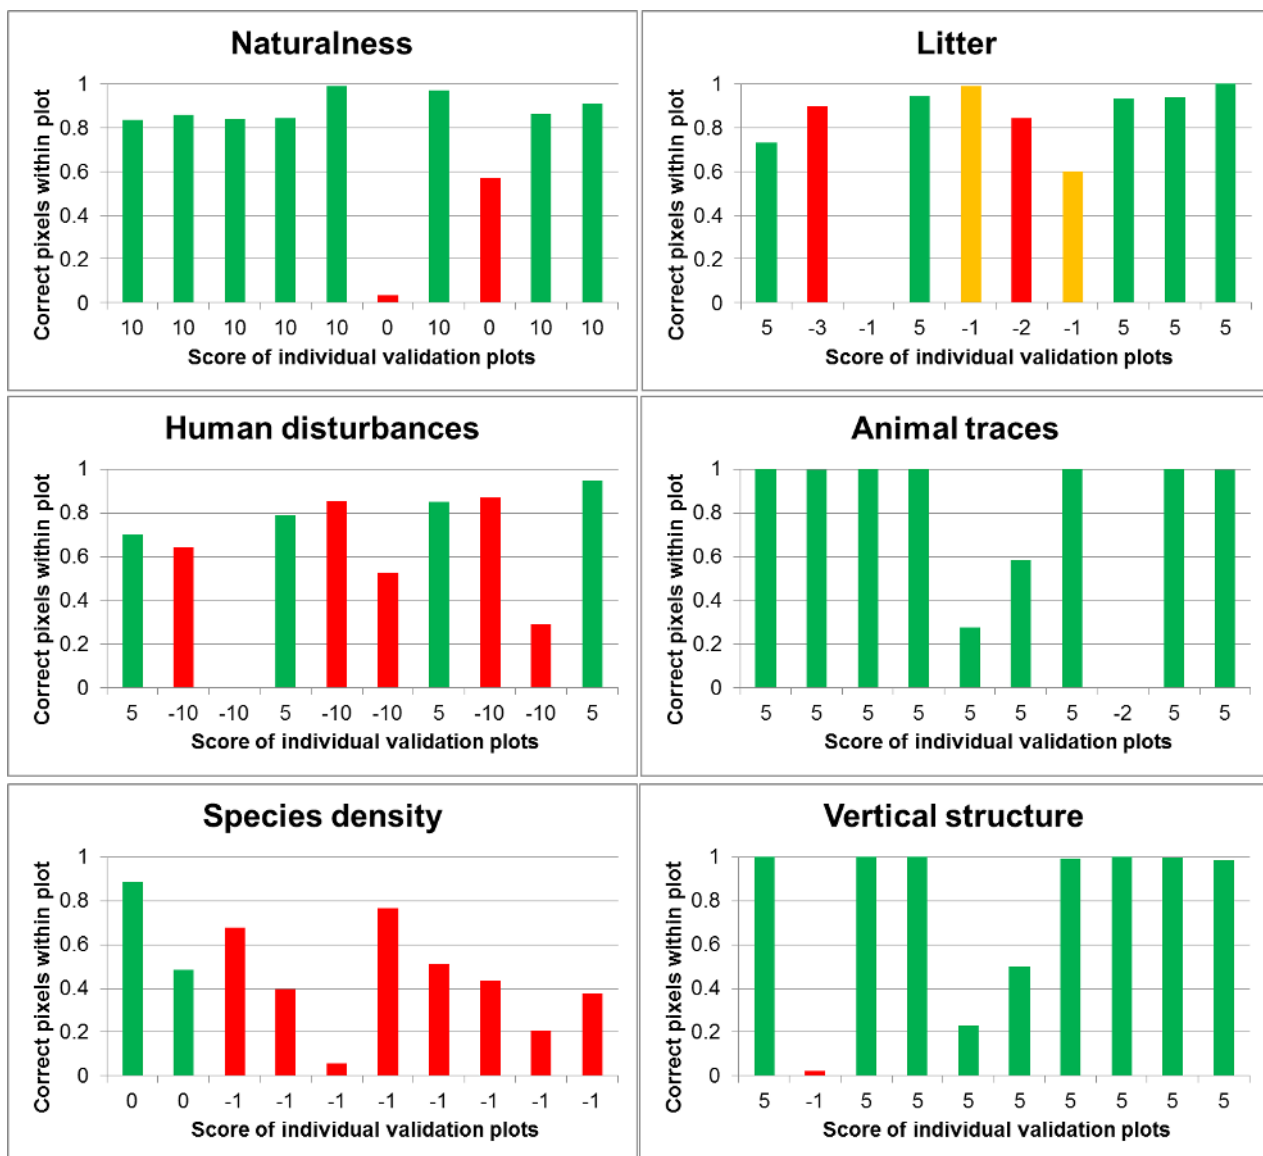 Naturalness
Correct pixels within plot
1
0.8
0.6
0.4
0.2
0
10 10 10 10 10 0 10 0 10 10
Score of individual validation plots
Litter
Correct pixels within plot
1
0.8
0.6
0.4
0.2
0
5 -3 -1 5 -1 -2 -1 5 5 5
Score of individual validation plots
Human disturbances
Correct pixels within plot
1
0.8
0.6
0.4
0.2
0
5 -10 -10 5 -10 -10 5 -10 -10 5
Score of individual validation plots
Animal traces
Correct pixels within plot
1
0.8
0.6
0.4
0.2
0
5 5 5 5 5 5 5 -2 5 5
Score of individual validation plots
Species density
Correct pixels within plot
1
0.8
0.6
0.4
0.2
0
0 0 -1 -1 -1 -1 -1 -1 -1 -1
Score of individual validation plots
Vertical structure
Correct pixels within plot
1
0.8
0.6
0.4
0.2
0
5 -1 5 5 5 5 5 5 5 5
Score of individual validation plots